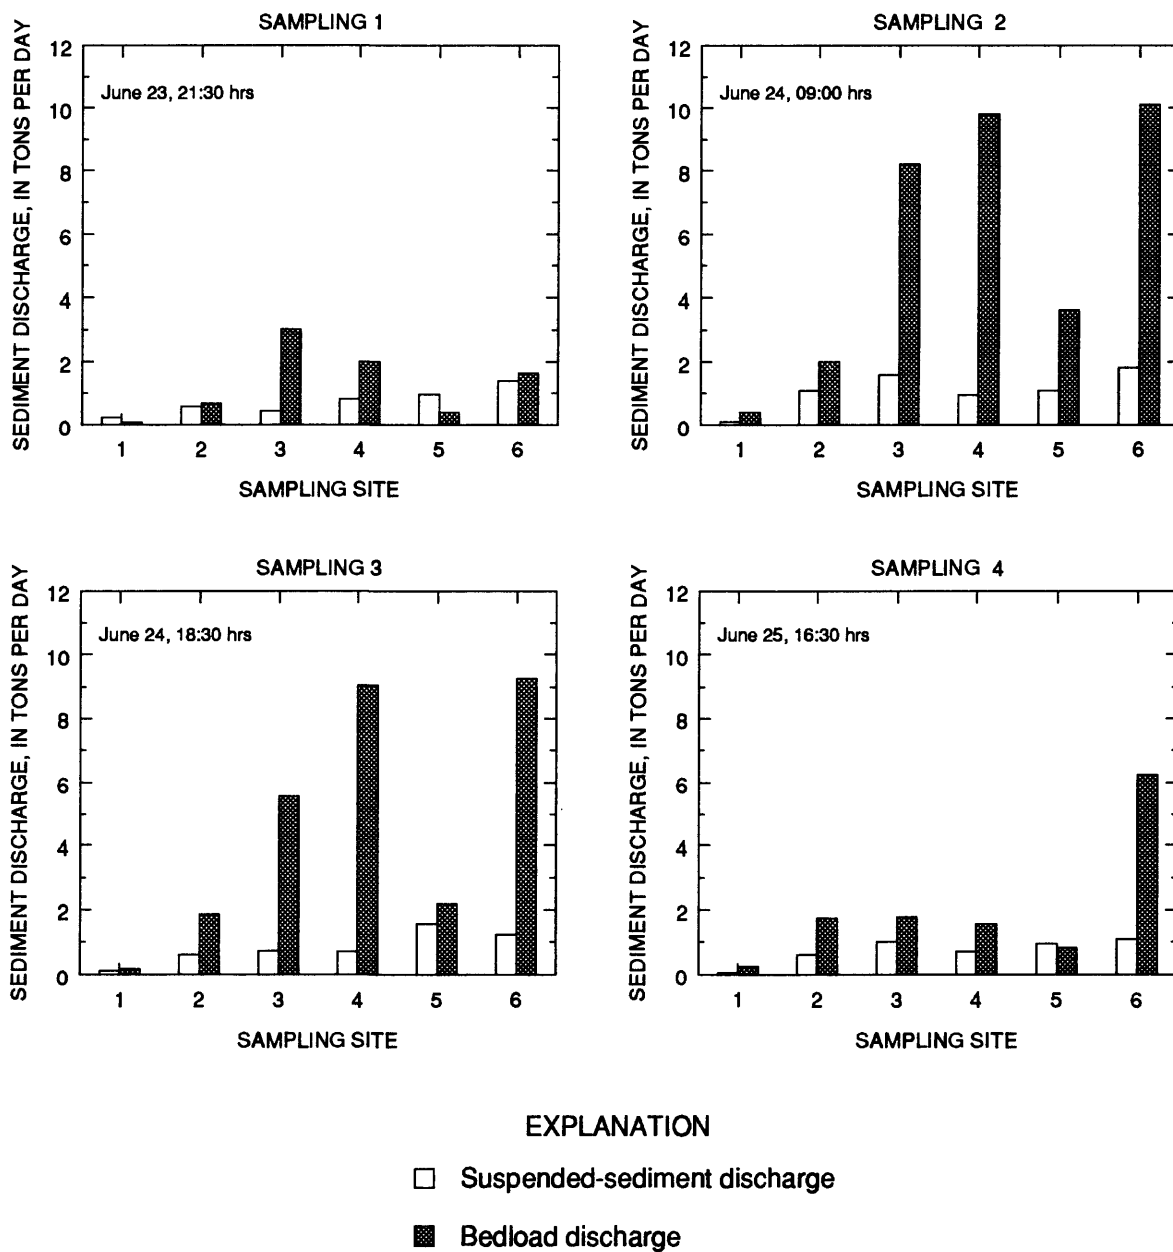 SAMPLING 1
SEDIMENT DISCHARGE, IN TONS PER DAY
12
10
8
6
4
2
0
June 23, 21:30 hrs
1 2 3 4 5 6
SAMPLING SITE
SAMPLING 2
SEDIMENT DISCHARGE, IN TONS PER DAY
12
10
8
6
4
2
0
June 24, 09:00 hrs
1 2 3 4 5 6
SAMPLING SITE
SAMPLING 3
SEDIMENT DISCHARGE, IN TONS PER DAY
12
10
8
6
4
2
0
June 24, 18:30 hrs
1 2 3 4 5 6
SAMPLING SITE
SAMPLING 4
SEDIMENT DISCHARGE, IN TONS PER DAY
12
10
8
6
4
2
0
June 25, 16:30 hrs
1 2 3 4 5 6
SAMPLING SITE
EXPLANATION
Suspended-sediment discharge
Bedload discharge